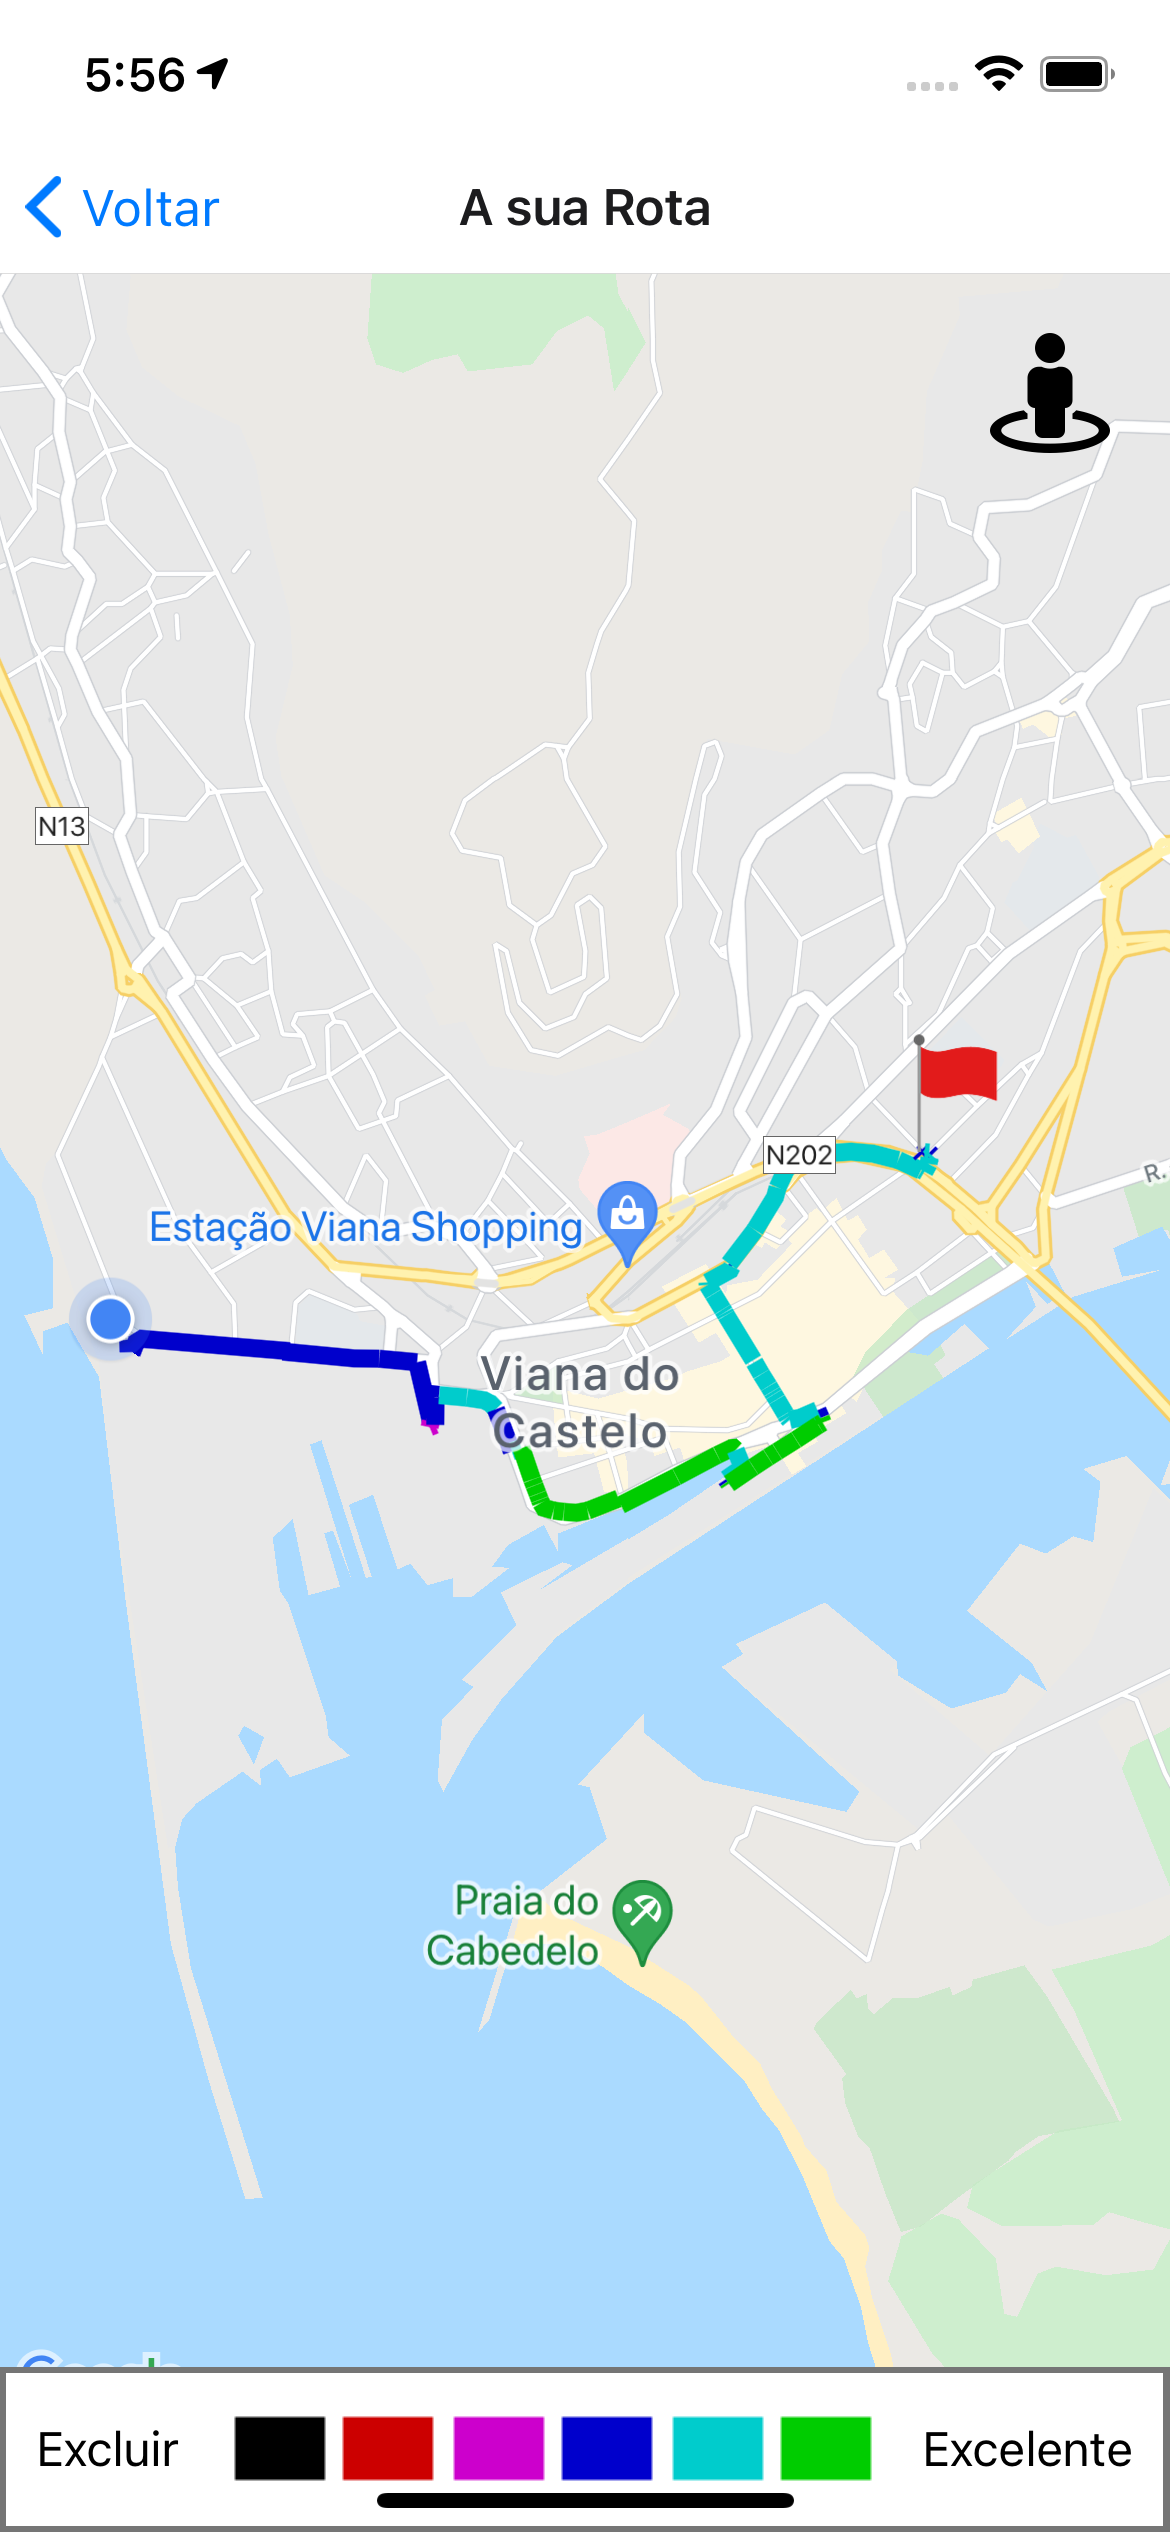 5:56
Voltar
A sua Rota
N13
N202
R.
Estação Viana Shopping
Viana do
Castelo
Praia do
Cabedelo
Excluir
Excelente